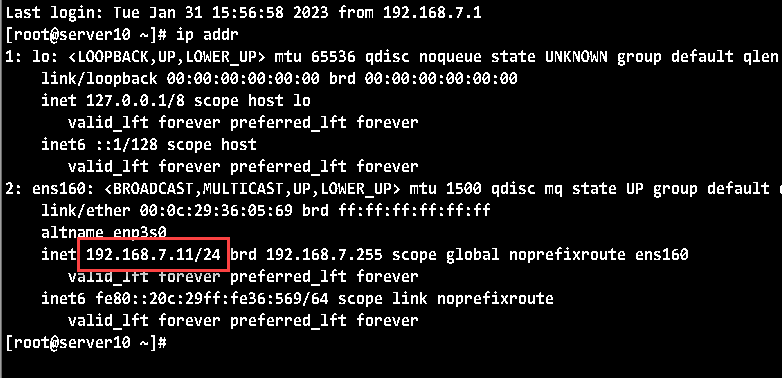 Last login: Tue Jan 31 15:56:58 2023 from 192.168.7.1
[root@server10 ~]# ip addr
1: lo: <LOOPBACK,UP,LOWER_UP> mtu 65536 qdisc noqueue state UNKNOWN group default qlen
link/loopback 00:00:00:00:00:00 brd 00:00:00:00:00:00
inet 127.0.0.1/8 scope host lo
valid_lft forever preferred_lft forever
inet6 ::1/128 scope host
valid_lft forever preferred_lft forever
2: ens160: <BROADCAST,MULTICAST,UP,LOWER_UP> mtu 1500 qdisc mq state UP group default
link/ether 00:0c:29:36:05:69 brd ff:ff:ff:ff:ff:ff
altname enp3s0
inet 192.168.7.11/24 brd 192.168.7.255 scope global noprefixroute ens160
valid_lft forever preferred_lft forever
inet6 fe80::20c:29ff:fe36:569/64 scope link noprefixroute
valid_lft forever preferred_lft forever
[root@server10 ~]#